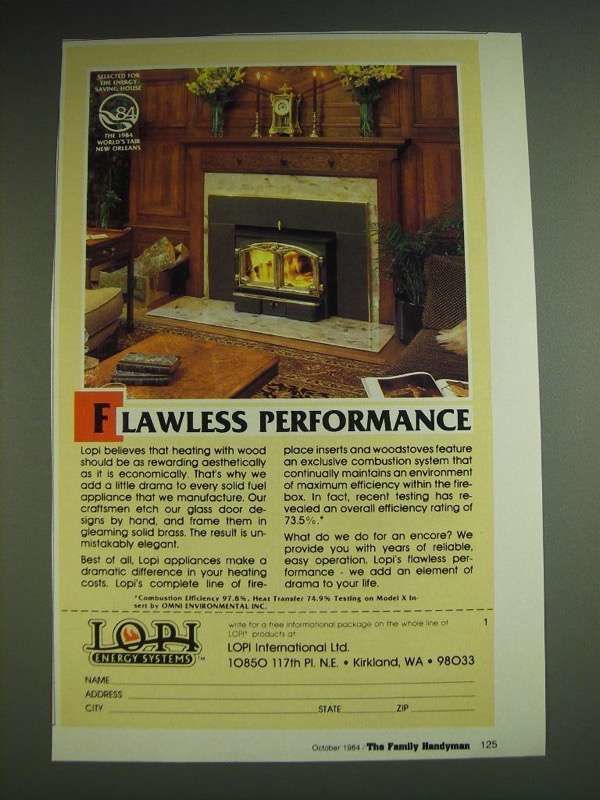 SELECTED FOR
THE ENERGY
SAVING HOUSE
84
THE 1984
WORLD'S FAIR
NEW ORLEANS
FLAWLESS PERFORMANCE
Lopi believes that heating with wood
should be as rewarding aesthetically
as it is economically. That's why we
add a little drama to every solid fuel
appliance that we manufacture. Our
craftsmen etch our glass door de-
signs by hand, and frame them in
gleaming solid brass. The result is un-
mistakably elegant.
Best of all, Lopi appliances make a
dramatic difference in your heating
costs. Lopi's complete line of fire-
place inserts and woodstoves feature
an exclusive combustion system that
continually maintains an environment
of maximum efficiency within the fire-
box. In fact, recent testing has re-
vealed an overall efficiency rating of
73.5%.*
What do we do for an encore? We
provide you with years of reliable,
easy operation. Lopi's flawless per-
formance - we add an element of
drama to your life.
*Combustion Efficiency 97.8%, Heat Transfer 74.9% Testing on Model X In-
sert by OMNI ENVIRONMENTAL INC.
LOPI
ENERGY SYSTEMS™
write for a free informational package on the whole line of
LOPI® products at
1
LOPI International Ltd.
10850 117th Pl. N.E. • Kirkland, WA • 98033
NAME
ADDRESS
CITY STATE ZIP
October 1984 / The Family Handyman 125